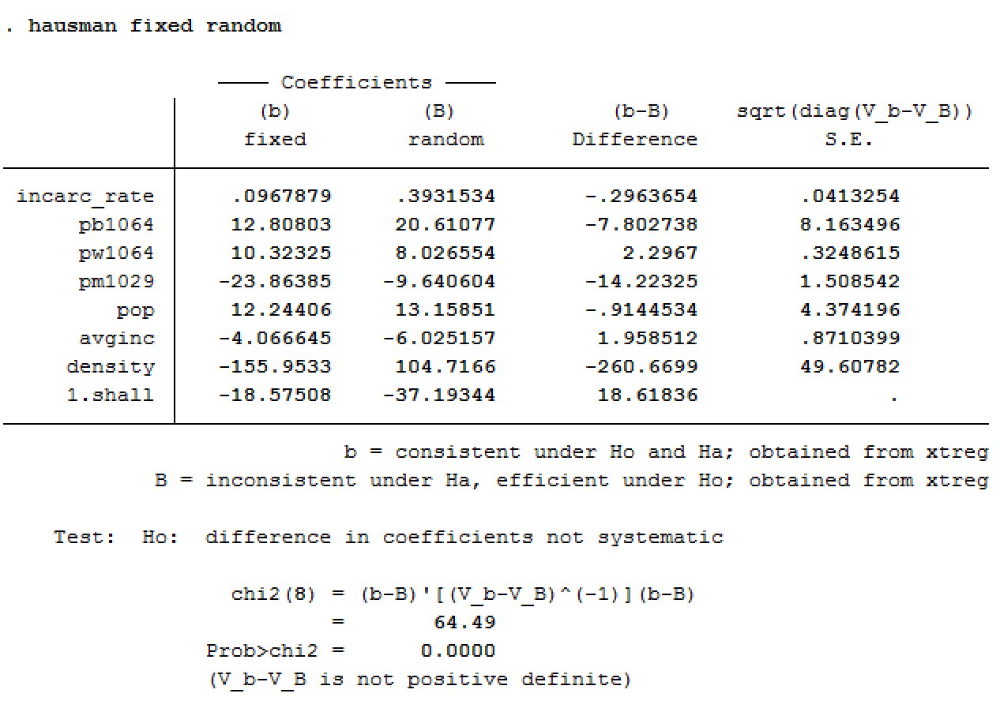 . hausman fixed random
Coefficients
(b) (B) (b-B) sqrt(diag(V_b-V_B))
fixed random Difference S.E.
incarc_rate .0967879 .3931534 -.2963654 .0413254
pb1064 12.80803 20.61077 -7.802738 8.163496
pw1064 10.32325 8.026554 2.2967 .3248615
pm1029 -23.86385 -9.640604 -14.22325 1.508542
pop 12.24406 13.15851 -.9144534 4.374196
avginc -4.066645 -6.025157 1.958512 .8710399
density -155.9533 104.7166 -260.6699 49.60782
1.shall -18.57508 -37.19344 18.61836 .
b = consistent under Ho and Ha; obtained from xtreg
B = inconsistent under Ha, efficient under Ho; obtained from xtreg
Test: Ho: difference in coefficients not systematic
chi2(8) = (b-B)'[(V_b-V_B)^(-1)](b-B)
= 64.49
Prob>chi2 = 0.0000
(V_b-V_B is not positive definite)